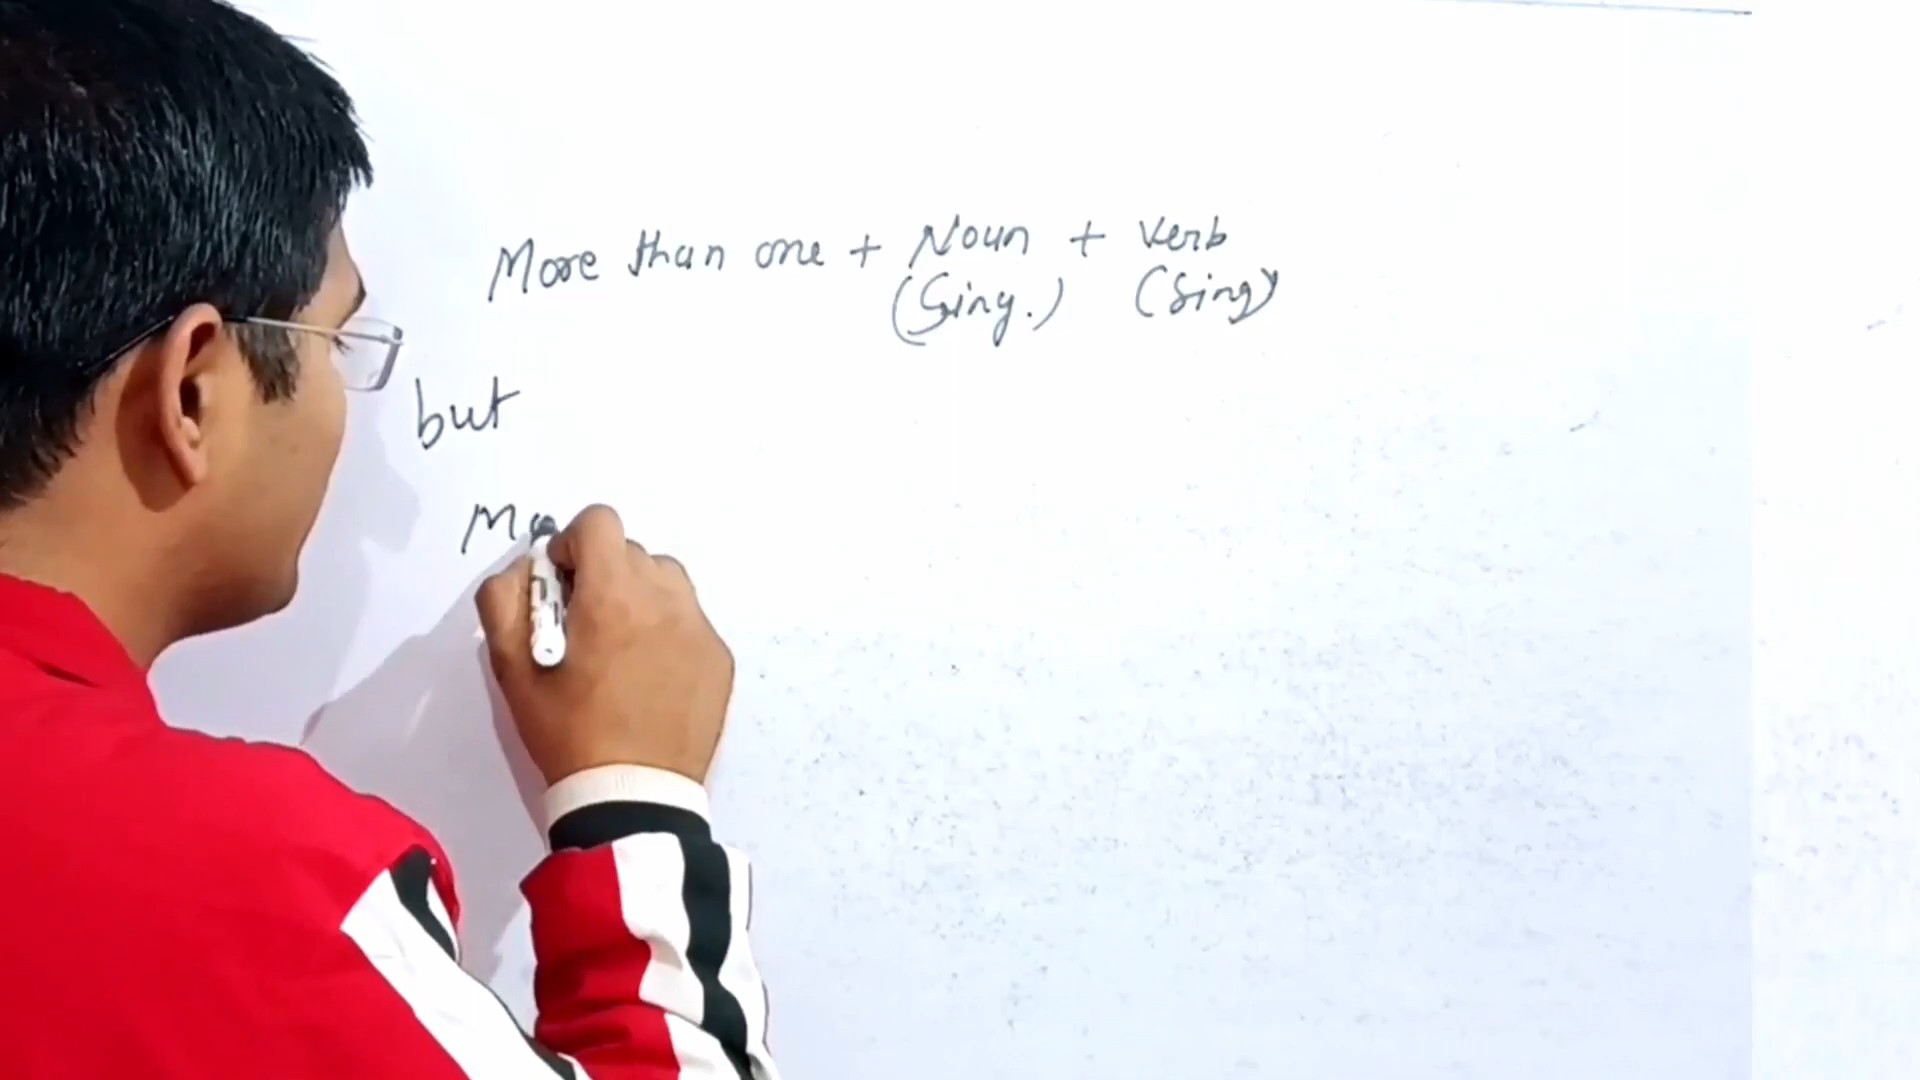 More than one + Noun + Verb
(Sing.) (Sing)
but
Mo